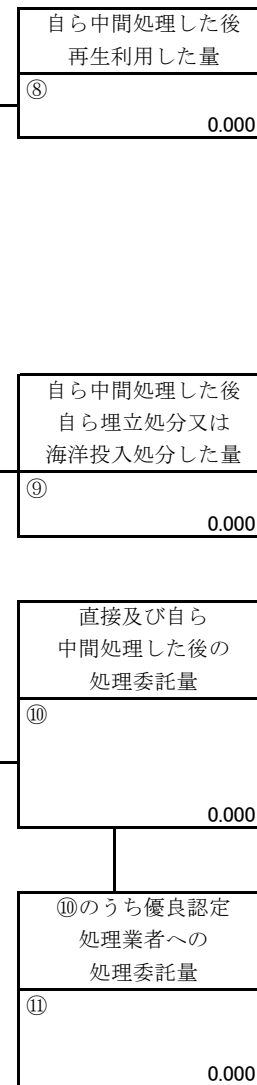 自ら中間処理した後
再生利用した量
⑧
0.000
自ら中間処理した後
自ら埋立処分又は
海洋投入処分した量
⑨
0.000
直接及び自ら
中間処理した後の
処理委託量
⑩
0.000
⑩のうち優良認定
処理業者への
処理委託量
⑪
0.000